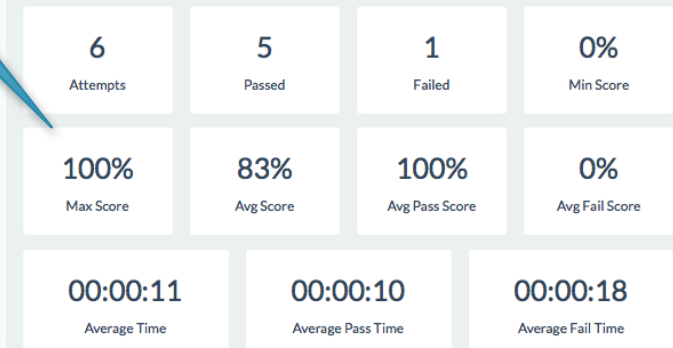 6 5 1 0%
Attempts Passed Failed Min Score
100% 83% 100% 0%
Max Score Avg Score Avg Pass Score Avg Fail Score
00:00:11 00:00:10 00:00:18
Average Time Average Pass Time Average Fail Time